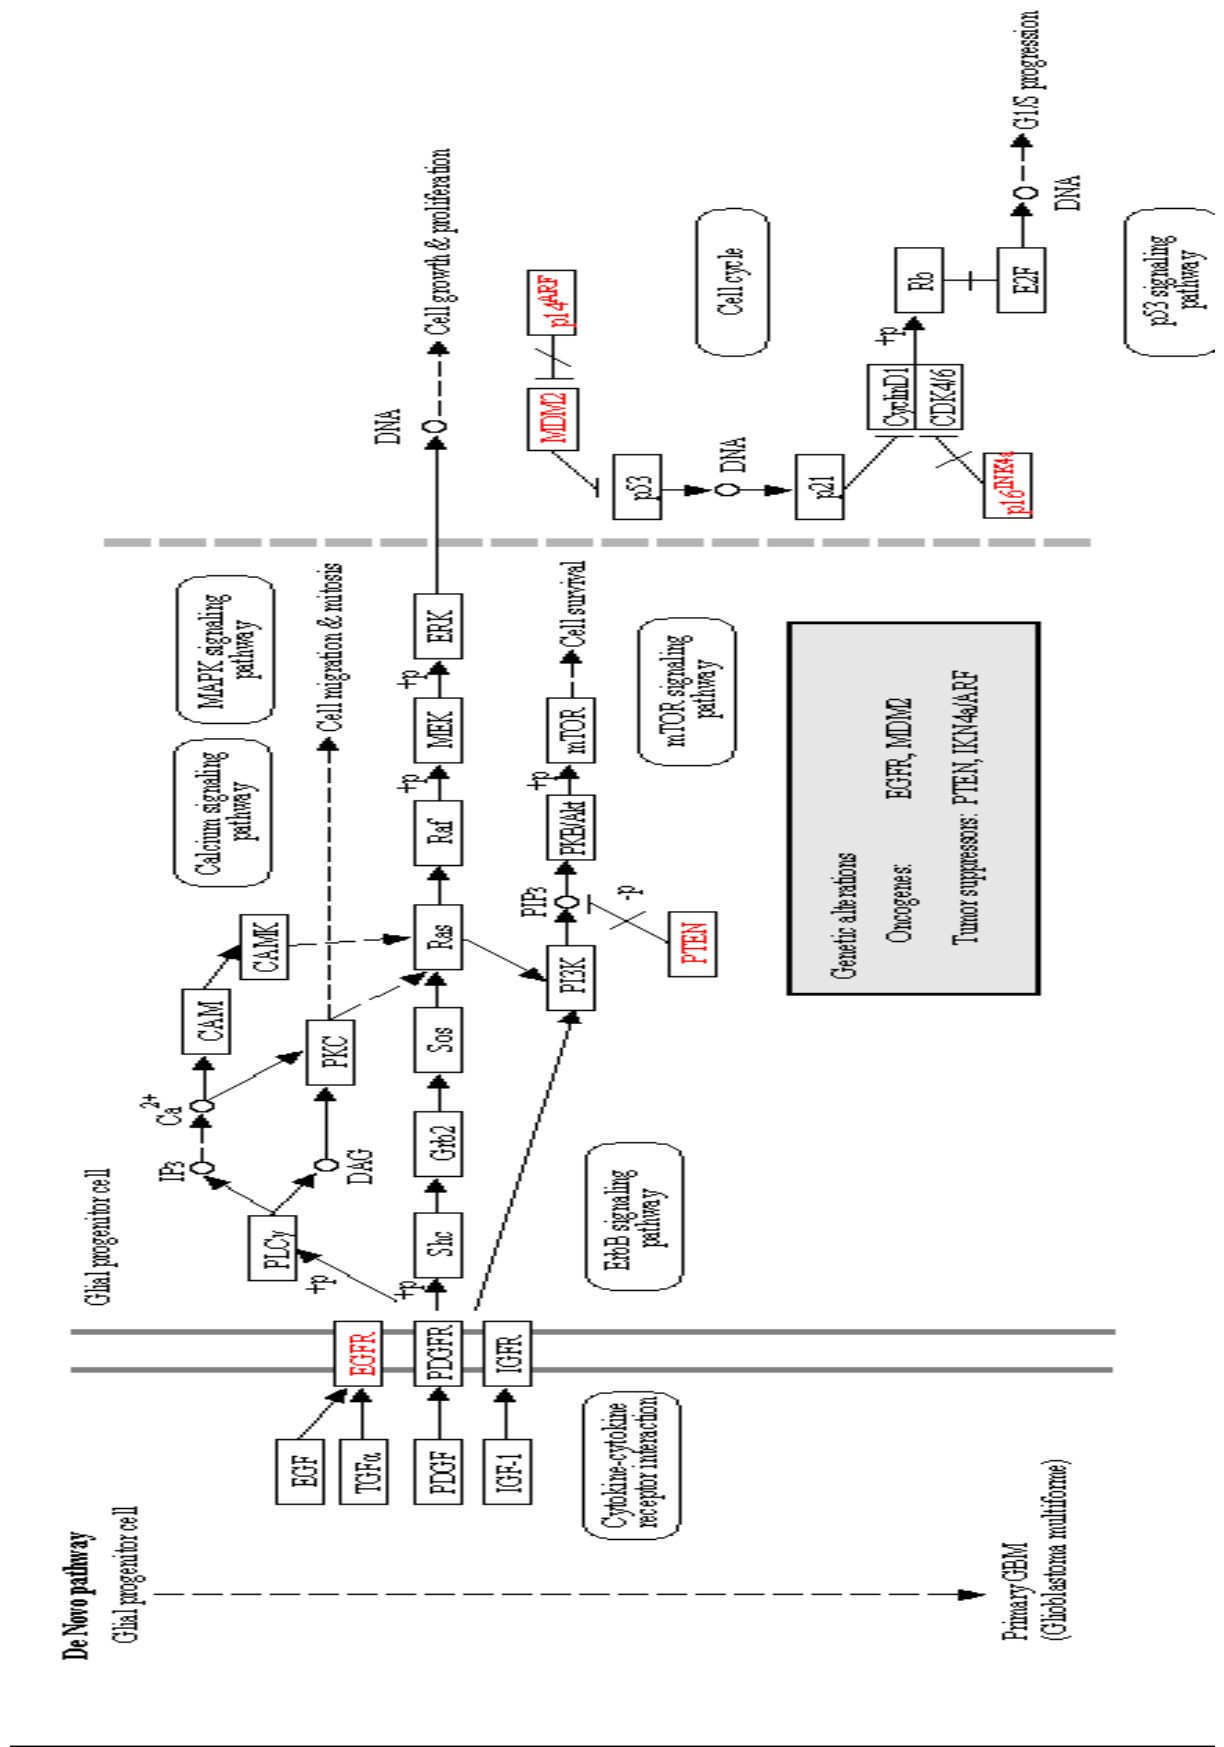 De Novo pathway
Glial progenitor cell
Primary GBM
(Glioblastoma multiforme)
Glial progenitor cell
EGF
TGFα
PDGF
IGF-1
Cytokine-cytokine
receptor interaction
EGFR
PDGFR
IGFR
+p
+p
PLCγ
IP3
DAG
Ca2+
CAM
CAMK
PKC
Cell migration & mitosis
Calcium signaling
pathway
MAPK signaling
pathway
Shc
Grb2
Sos
Ras
Raf
+p
MEK
+p
ERK
DNA
Cell growth & proliferation
ErbB signaling
pathway
PI3K
PIP3
-p
PTEN
PKB/Akt
+p
mTOR
Cell survival
mTOR signaling
pathway
Genetic alterations
Oncogenes: EGFR, MDM2
Tumor suppressors: PTEN, IKN4a/ARF
p14ARF
MDM2
p53
DNA
p21
p16INK4a
CyclinD1
CDK4/6
+p
Rb
E2F
DNA
G1/S progression
Cell cycle
p53 signaling
pathway